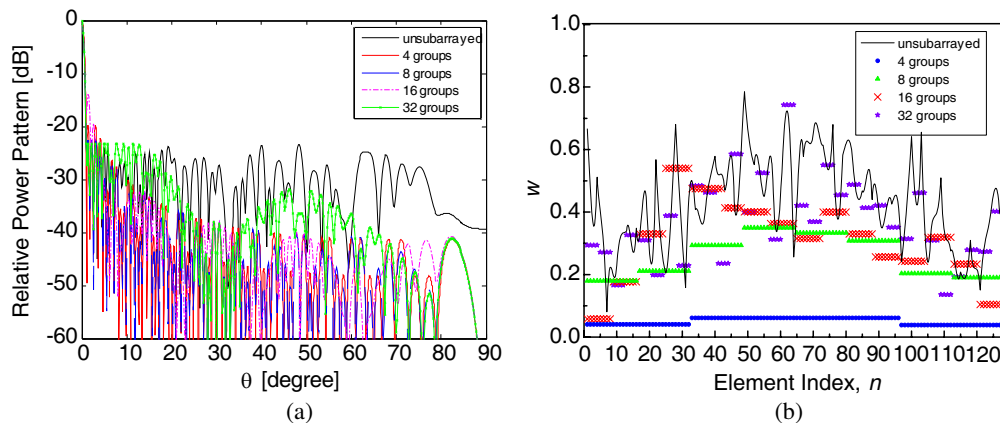 0
-10
-20
-30
-40
-50
-60
Relative Power Pattern [dB]
0 10 20 30 40 50 60 70 80 90
θ [degree]
unsubarrayed
4 groups
8 groups
16 groups
32 groups
(a)
1.0
0.8
0.6
0.4
0.2
0.0
w
0 10 20 30 40 50 60 70 80 90 100 110 120
Element Index, n
unsubarrayed
4 groups
8 groups
16 groups
32 groups
(b)